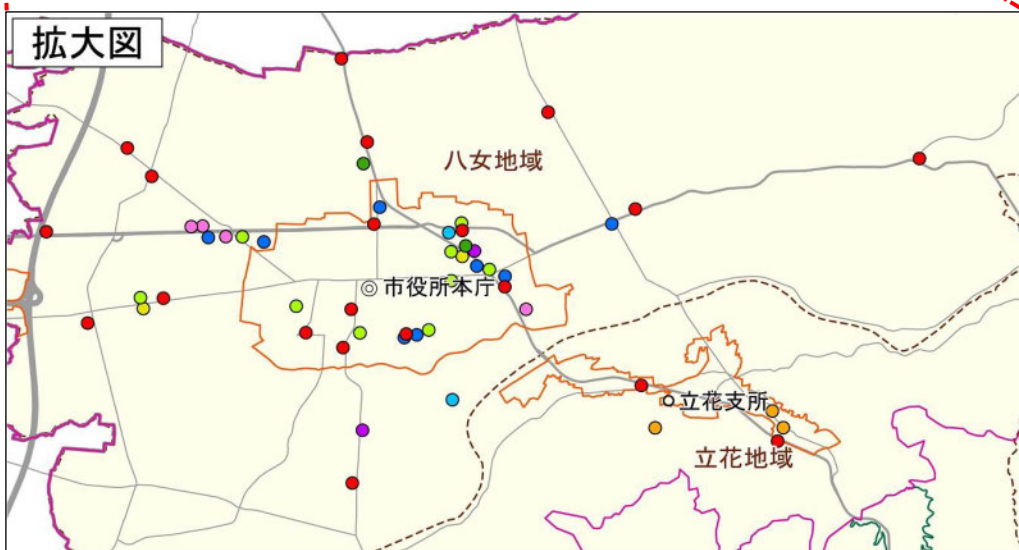 拡大図
八女地域
◎市役所本庁
○立花支所
立花地域